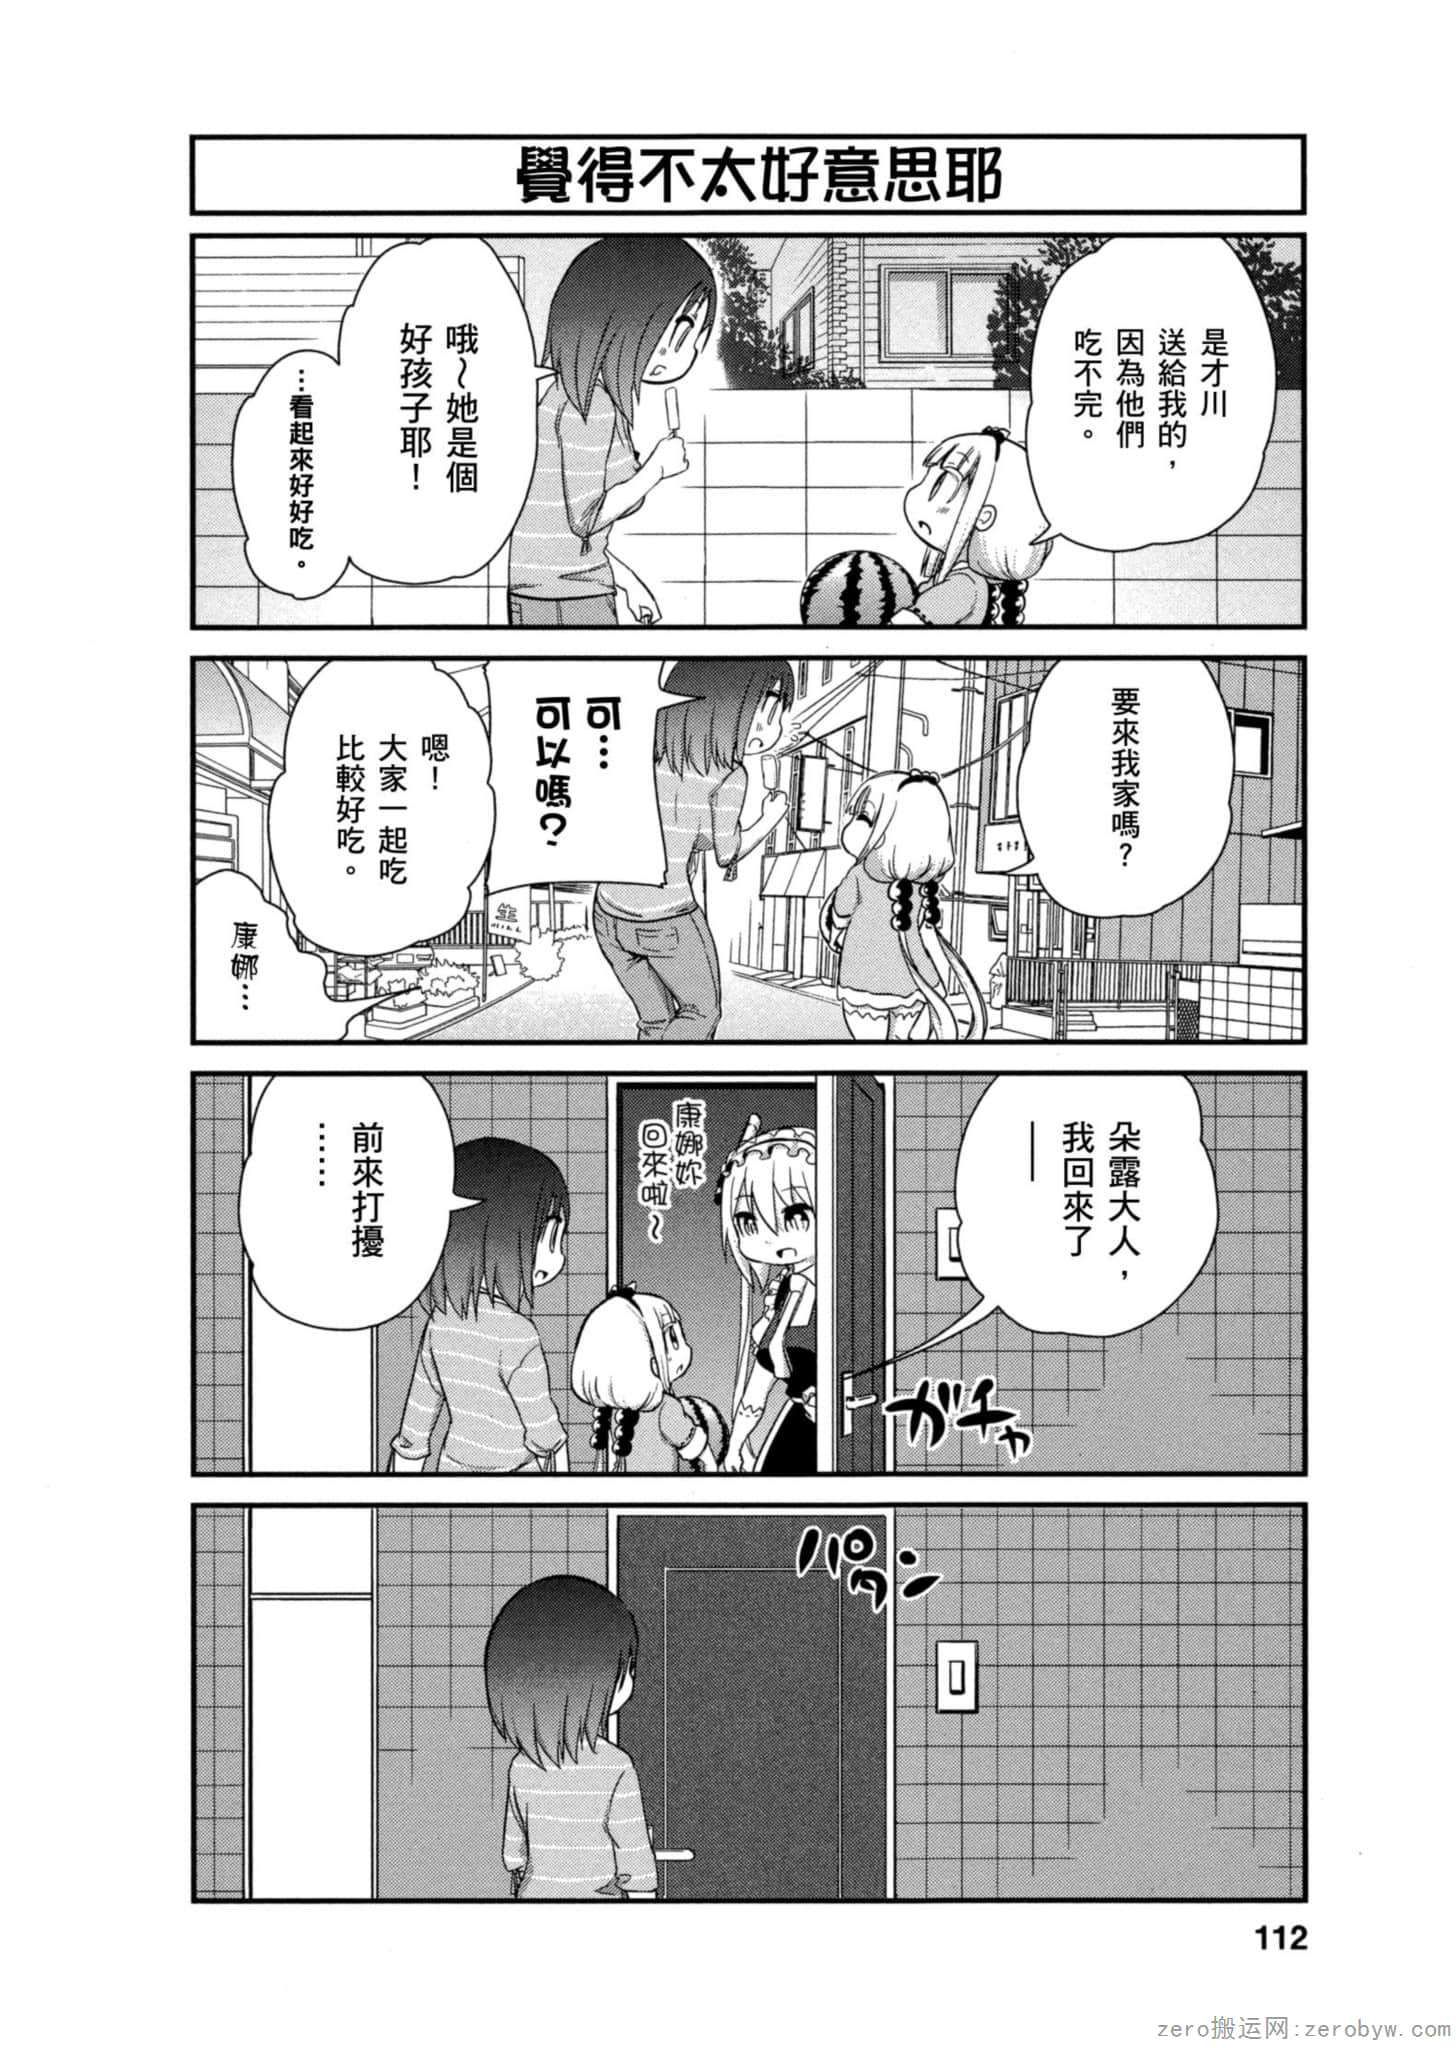 覺得不太好意思耶
是才川
送給我的，
因為他們
吃不完。
哦～她是個
好孩子耶！
…看起來好好吃。
要來我家嗎？
可…
可以嗎？
嗯！
大家一起吃
比較好吃。
康娜…
生
朵露大人，
我回來了
——
ガチャ
康娜妳
回來啦～
前來打擾
……
パタン
112
zero搬运网:zerobyw.com